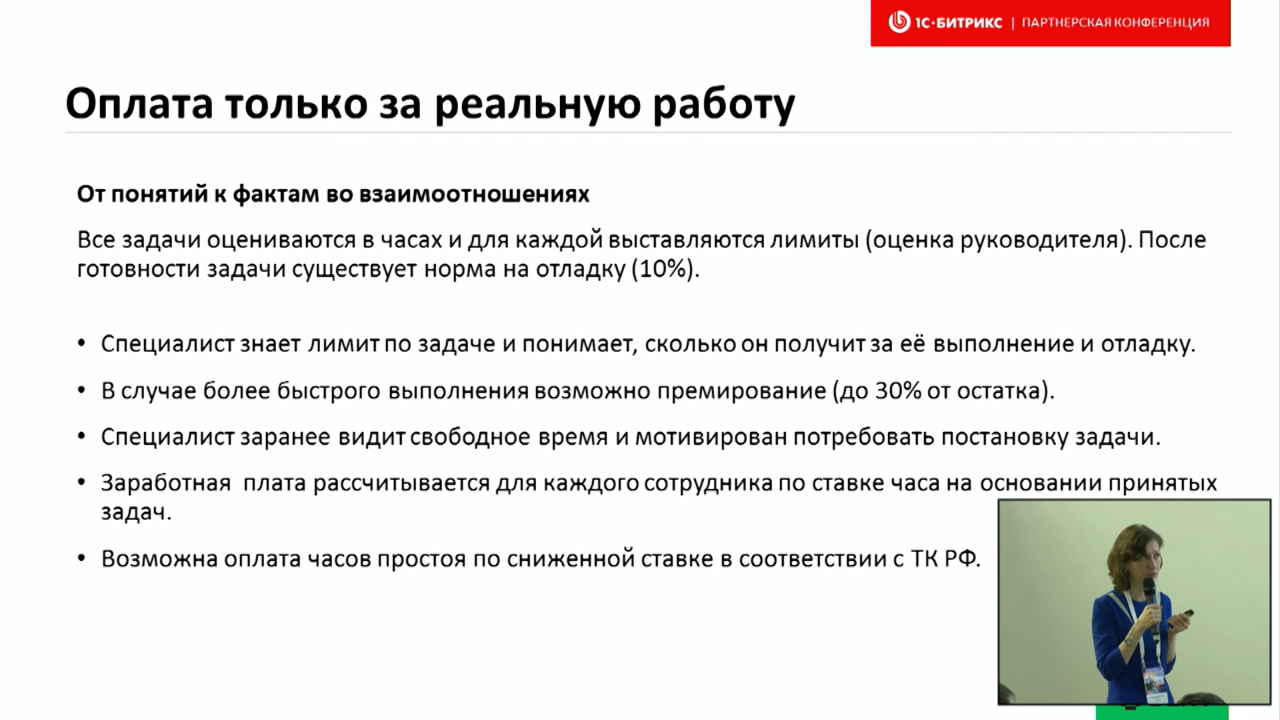 1С-БИТРИКС | ПАРТНЕРСКАЯ КОНФЕРЕНЦИЯ
Оплата только за реальную работу
От понятий к фактам во взаимоотношениях
Все задачи оцениваются в часах и для каждой выставляются лимиты (оценка руководителя). После
готовности задачи существует норма на отладку (10%).
• Специалист знает лимит по задаче и понимает, сколько он получит за её выполнение и отладку.
• В случае более быстрого выполнения возможно премирование (до 30% от остатка).
• Специалист заранее видит свободное время и мотивирован потребовать постановку задачи.
• Заработная плата рассчитывается для каждого сотрудника по ставке часа на основании принятых
задач.
• Возможна оплата часов простоя по сниженной ставке в соответствии с ТК РФ.